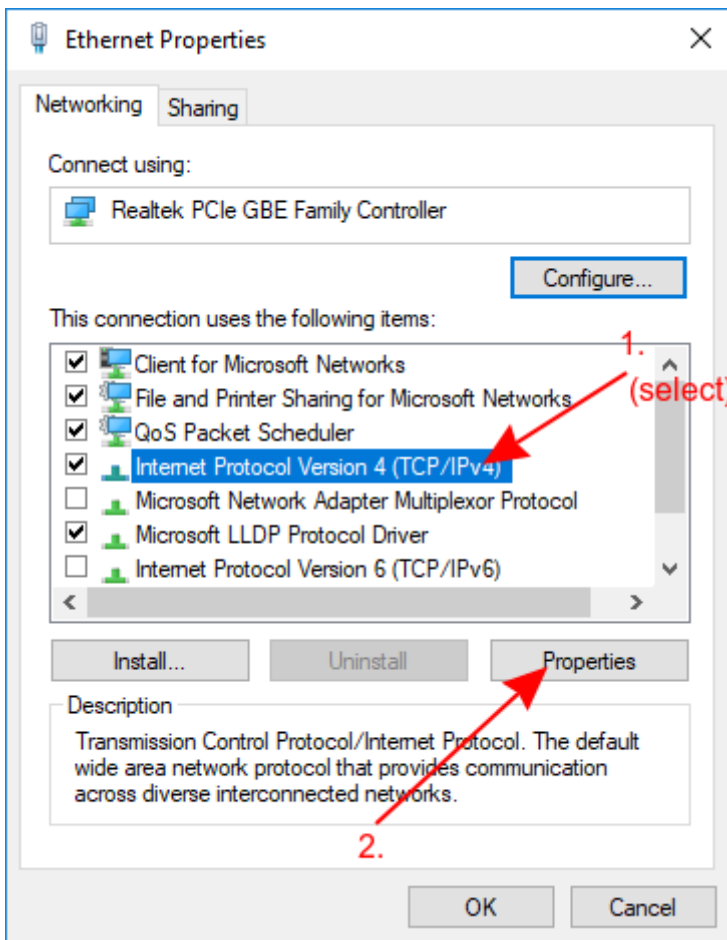 Ethernet Properties
Networking
Sharing
Connect using:
Realtek PCIe GBE Family Controller
Configure...
This connection uses the following items:
1.
Client for Microsoft Networks
(select)
File and Printer Sharing for Microsoft Networks
QoS Packet Scheduler
Internet Protocol Version 4 (TCP/IPv4)
Microsoft Network Adapter Multiplexor Protocol
Microsoft LLDP Protocol Driver
Internet Protocol Version 6 (TCP/IPv6)
Install...
Uninstall
Properties
Description
Transmission Control Protocol/Internet Protocol. The default
wide area network protocol that provides communication
across diverse interconnected networks.
2.
OK
Cancel